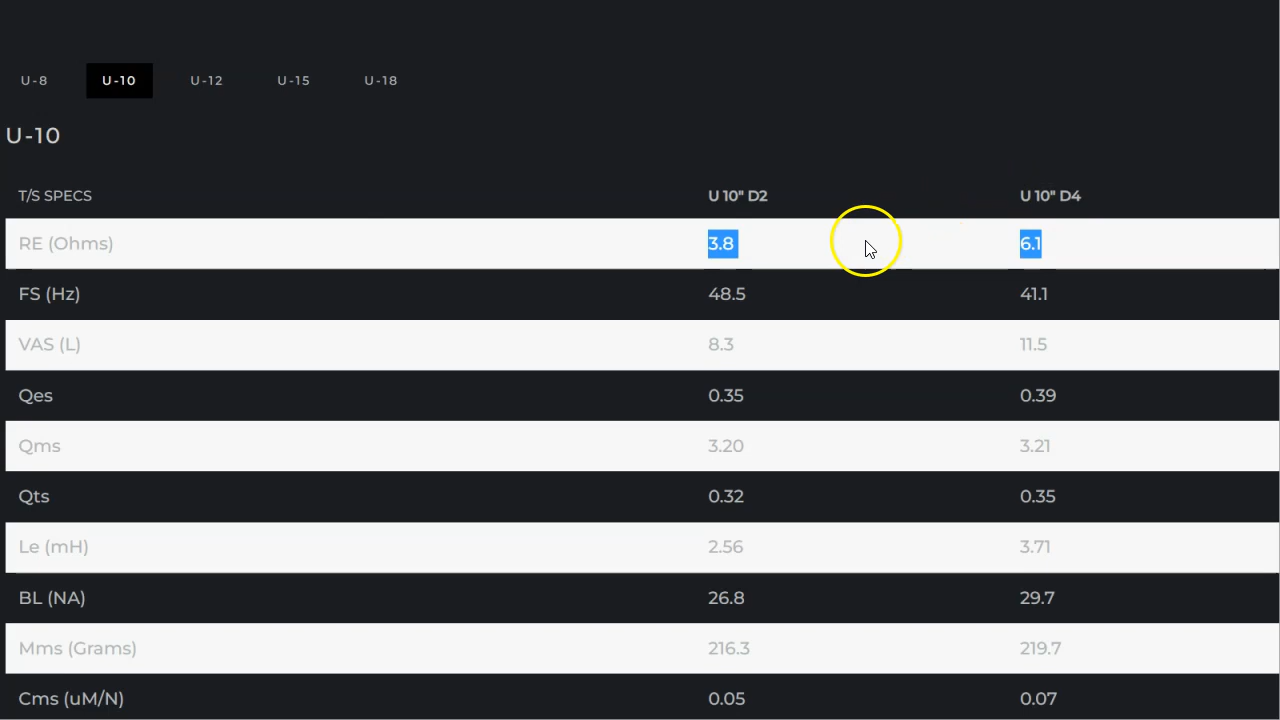 U-8 U-10 U-12 U-15 U-18
U-10
T/S SPECS U 10" D2 U 10" D4
RE (Ohms) 3.8 6.1
FS (Hz) 48.5 41.1
VAS (L) 8.3 11.5
Qes 0.35 0.39
Qms 3.20 3.21
Qts 0.32 0.35
Le (mH) 2.56 3.71
BL (NA) 26.8 29.7
Mms (Grams) 216.3 219.7
Cms (uM/N) 0.05 0.07